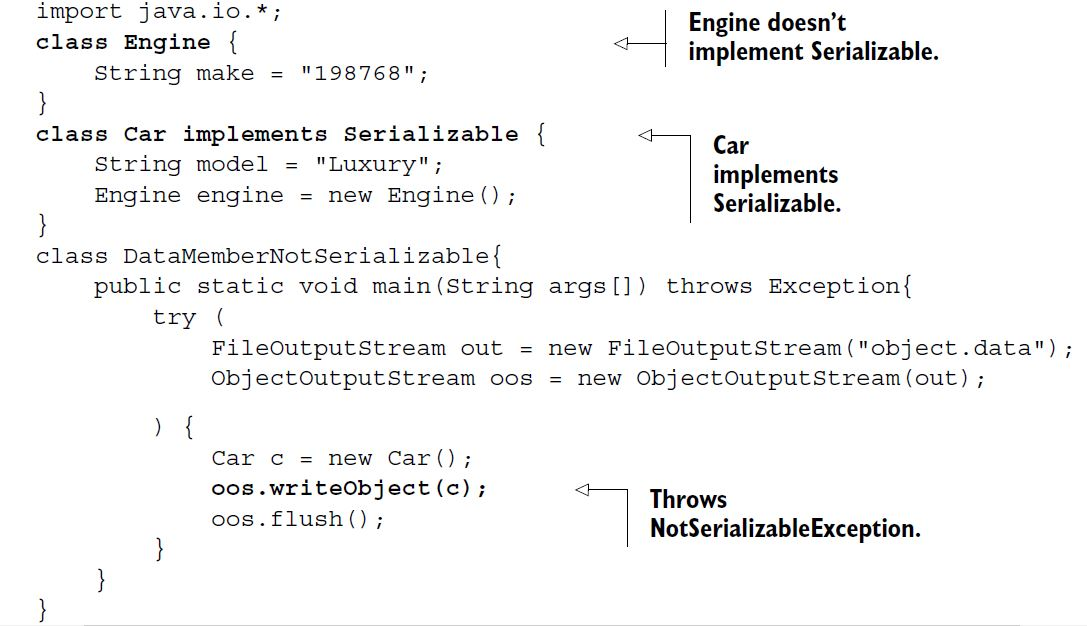 import java.io.*;
class Engine {
String make = "198768";
}
class Car implements Serializable {
String model = "Luxury";
Engine engine = new Engine();
}
class DataMemberNotSerializable{
public static void main(String args[]) throws Exception{
try (
FileOutputStream out = new FileOutputStream("object.data");
ObjectOutputStream oos = new ObjectOutputStream(out);
) {
Car c = new Car();
oos.writeObject(c);
oos.flush();
}
}
}
Engine doesn’t
implement Serializable.
Car
implements
Serializable.
Throws
NotSerializableException.